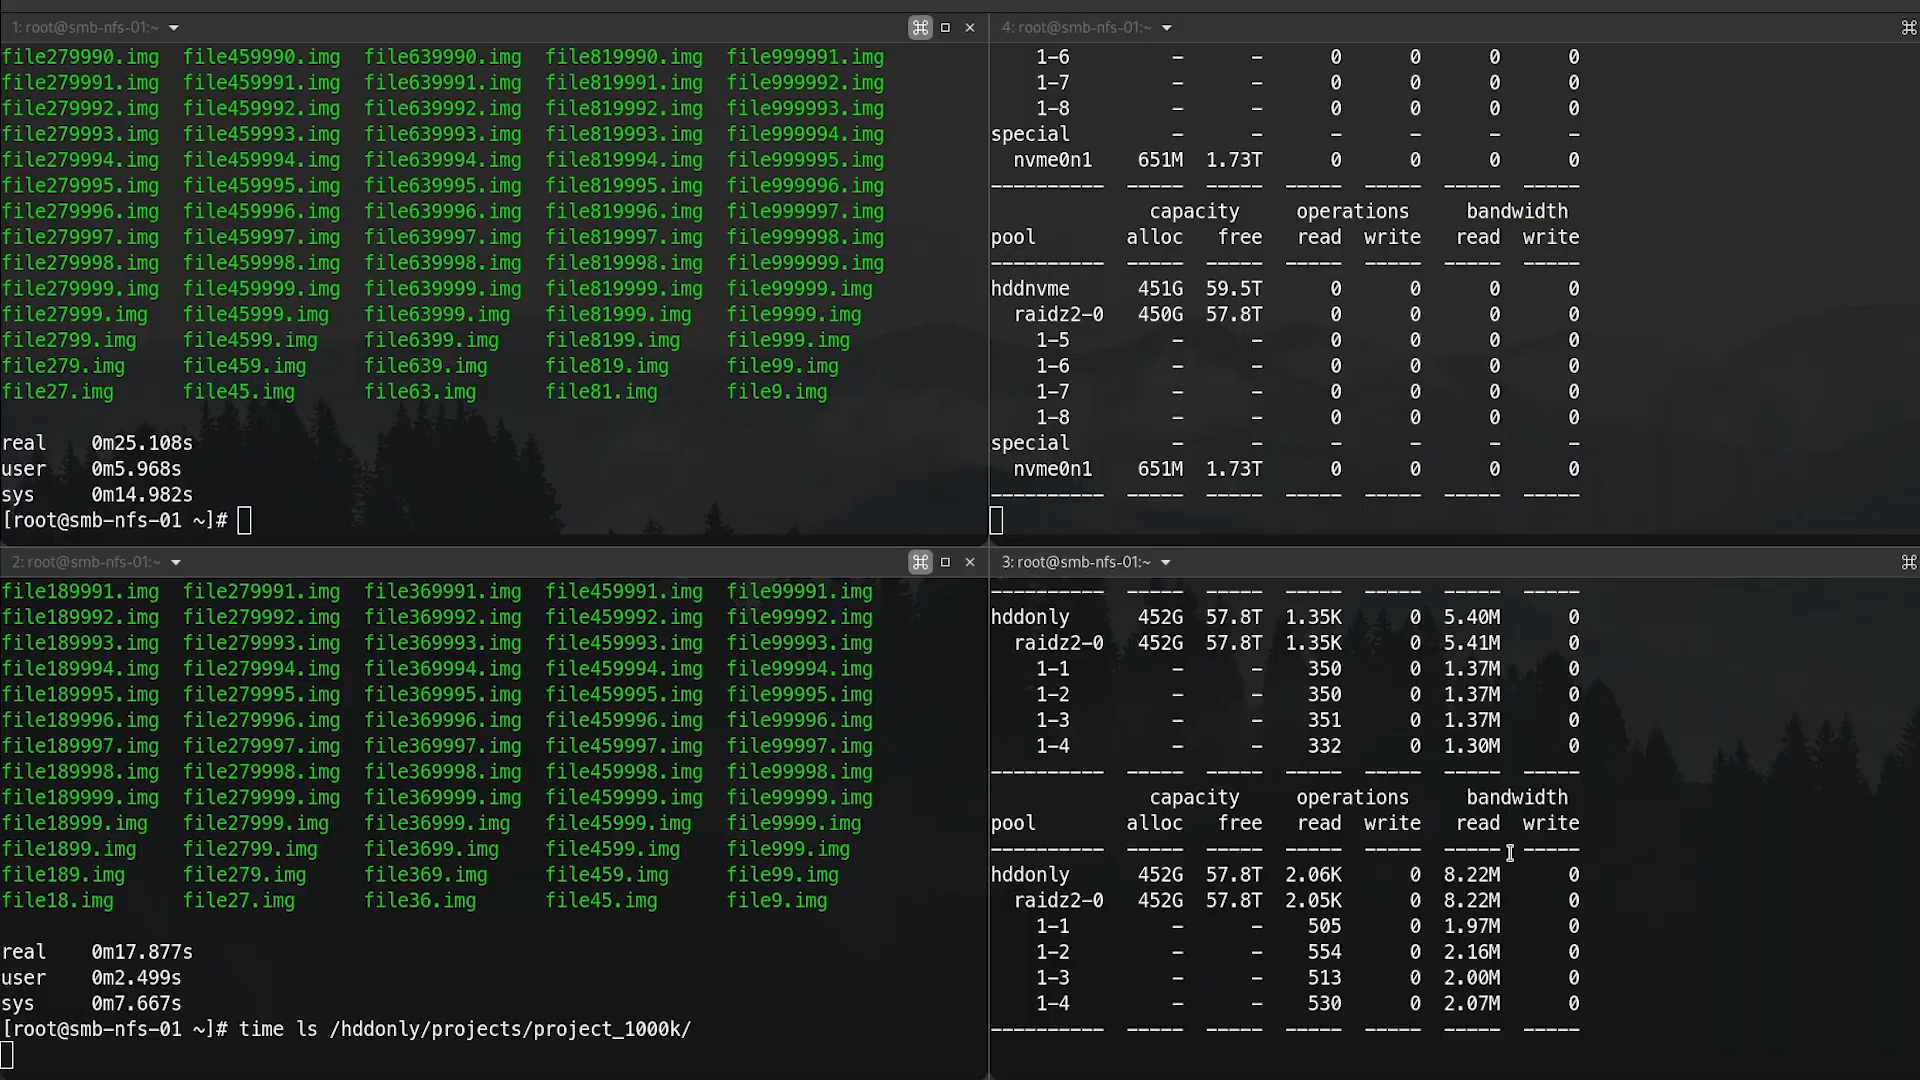 1: root@smb-nfs-01:~
file279990.img file459990.img file639990.img file819990.img file999991.img
file279991.img file459991.img file639991.img file819991.img file999992.img
file279992.img file459992.img file639992.img file819992.img file999993.img
file279993.img file459993.img file639993.img file819993.img file999994.img
file279994.img file459994.img file639994.img file819994.img file999995.img
file279995.img file459995.img file639995.img file819995.img file999996.img
file279996.img file459996.img file639996.img file819996.img file999997.img
file279997.img file459997.img file639997.img file819997.img file999998.img
file279998.img file459998.img file639998.img file819998.img file999999.img
file279999.img file459999.img file639999.img file819999.img file99999.img
file27999.img file45999.img file63999.img file81999.img file9999.img
file2799.img file4599.img file6399.img file8199.img file999.img
file279.img file459.img file639.img file819.img file99.img
file27.img file45.img file63.img file81.img file9.img
real 0m25.108s
user 0m5.968s
sys 0m14.982s
[root@smb-nfs-01 ~]#
4: root@smb-nfs-01:~
1-6 - - 0 0 0 0
1-7 - - 0 0 0 0
1-8 - - 0 0 0 0
special - - - - - -
nvme0n1 651M 1.73T 0 0 0 0
---------- ----- ----- ----- ----- ----- -----
capacity operations bandwidth
pool alloc free read write read write
---------- ----- ----- ----- ----- ----- -----
hddnvme 451G 59.5T 0 0 0 0
raidz2-0 450G 57.8T 0 0 0 0
1-5 - - 0 0 0 0
1-6 - - 0 0 0 0
1-7 - - 0 0 0 0
1-8 - - 0 0 0 0
special - - - - - -
nvme0n1 651M 1.73T 0 0 0 0
---------- ----- ----- ----- ----- ----- -----
2: root@smb-nfs-01:~
file189991.img file279991.img file369991.img file459991.img file99991.img
file189992.img file279992.img file369992.img file459992.img file99992.img
file189993.img file279993.img file369993.img file459993.img file99993.img
file189994.img file279994.img file369994.img file459994.img file99994.img
file189995.img file279995.img file369995.img file459995.img file99995.img
file189996.img file279996.img file369996.img file459996.img file99996.img
file189997.img file279997.img file369997.img file459997.img file99997.img
file189998.img file279998.img file369998.img file459998.img file99998.img
file189999.img file279999.img file369999.img file459999.img file99999.img
file18999.img file27999.img file36999.img file45999.img file9999.img
file1899.img file2799.img file3699.img file4599.img file999.img
file189.img file279.img file369.img file459.img file99.img
file18.img file27.img file36.img file45.img file9.img
real 0m17.877s
user 0m2.499s
sys 0m7.667s
[root@smb-nfs-01 ~]# time ls /hddonly/projects/project_1000k/
3: root@smb-nfs-01:~
---------- ----- ----- ----- ----- ----- -----
hddonly 452G 57.8T 1.35K 0 5.40M 0
raidz2-0 452G 57.8T 1.35K 0 5.41M 0
1-1 - - 350 0 1.37M 0
1-2 - - 350 0 1.37M 0
1-3 - - 351 0 1.37M 0
1-4 - - 332 0 1.30M 0
---------- ----- ----- ----- ----- ----- -----
capacity operations bandwidth
pool alloc free read write read write
---------- ----- ----- ----- ----- ----- -----
hddonly 452G 57.8T 2.06K 0 8.22M 0
raidz2-0 452G 57.8T 2.05K 0 8.22M 0
1-1 - - 505 0 1.97M 0
1-2 - - 554 0 2.16M 0
1-3 - - 513 0 2.00M 0
1-4 - - 530 0 2.07M 0
---------- ----- ----- ----- ----- ----- -----